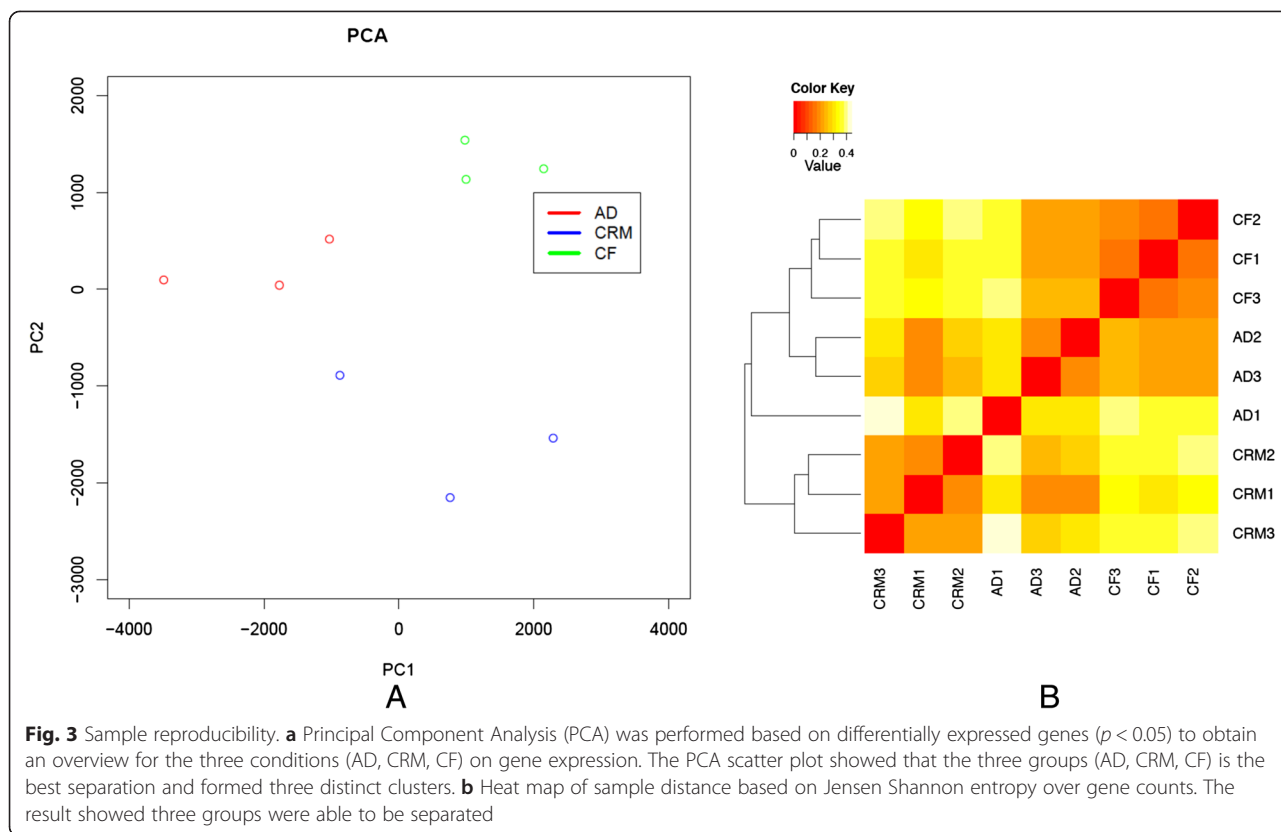 PCA
2000
1000
0
−1000
−2000
−3000
PC2
−4000
−2000
0
2000
4000
PC1
AD
CRM
CF
A
Color Key
0 0.2 0.4
Value
CF2
CF1
CF3
AD2
AD3
AD1
CRM2
CRM1
CRM3
CRM3
CRM1
CRM2
AD1
AD3
AD2
CF3
CF1
CF2
B
Fig. 3 Sample reproducibility. a Principal Component Analysis (PCA) was performed based on differentially expressed genes (p < 0.05) to obtain
an overview for the three conditions (AD, CRM, CF) on gene expression. The PCA scatter plot showed that the three groups (AD, CRM, CF) is the
best separation and formed three distinct clusters. b Heat map of sample distance based on Jensen Shannon entropy over gene counts. The
result showed three groups were able to be separated